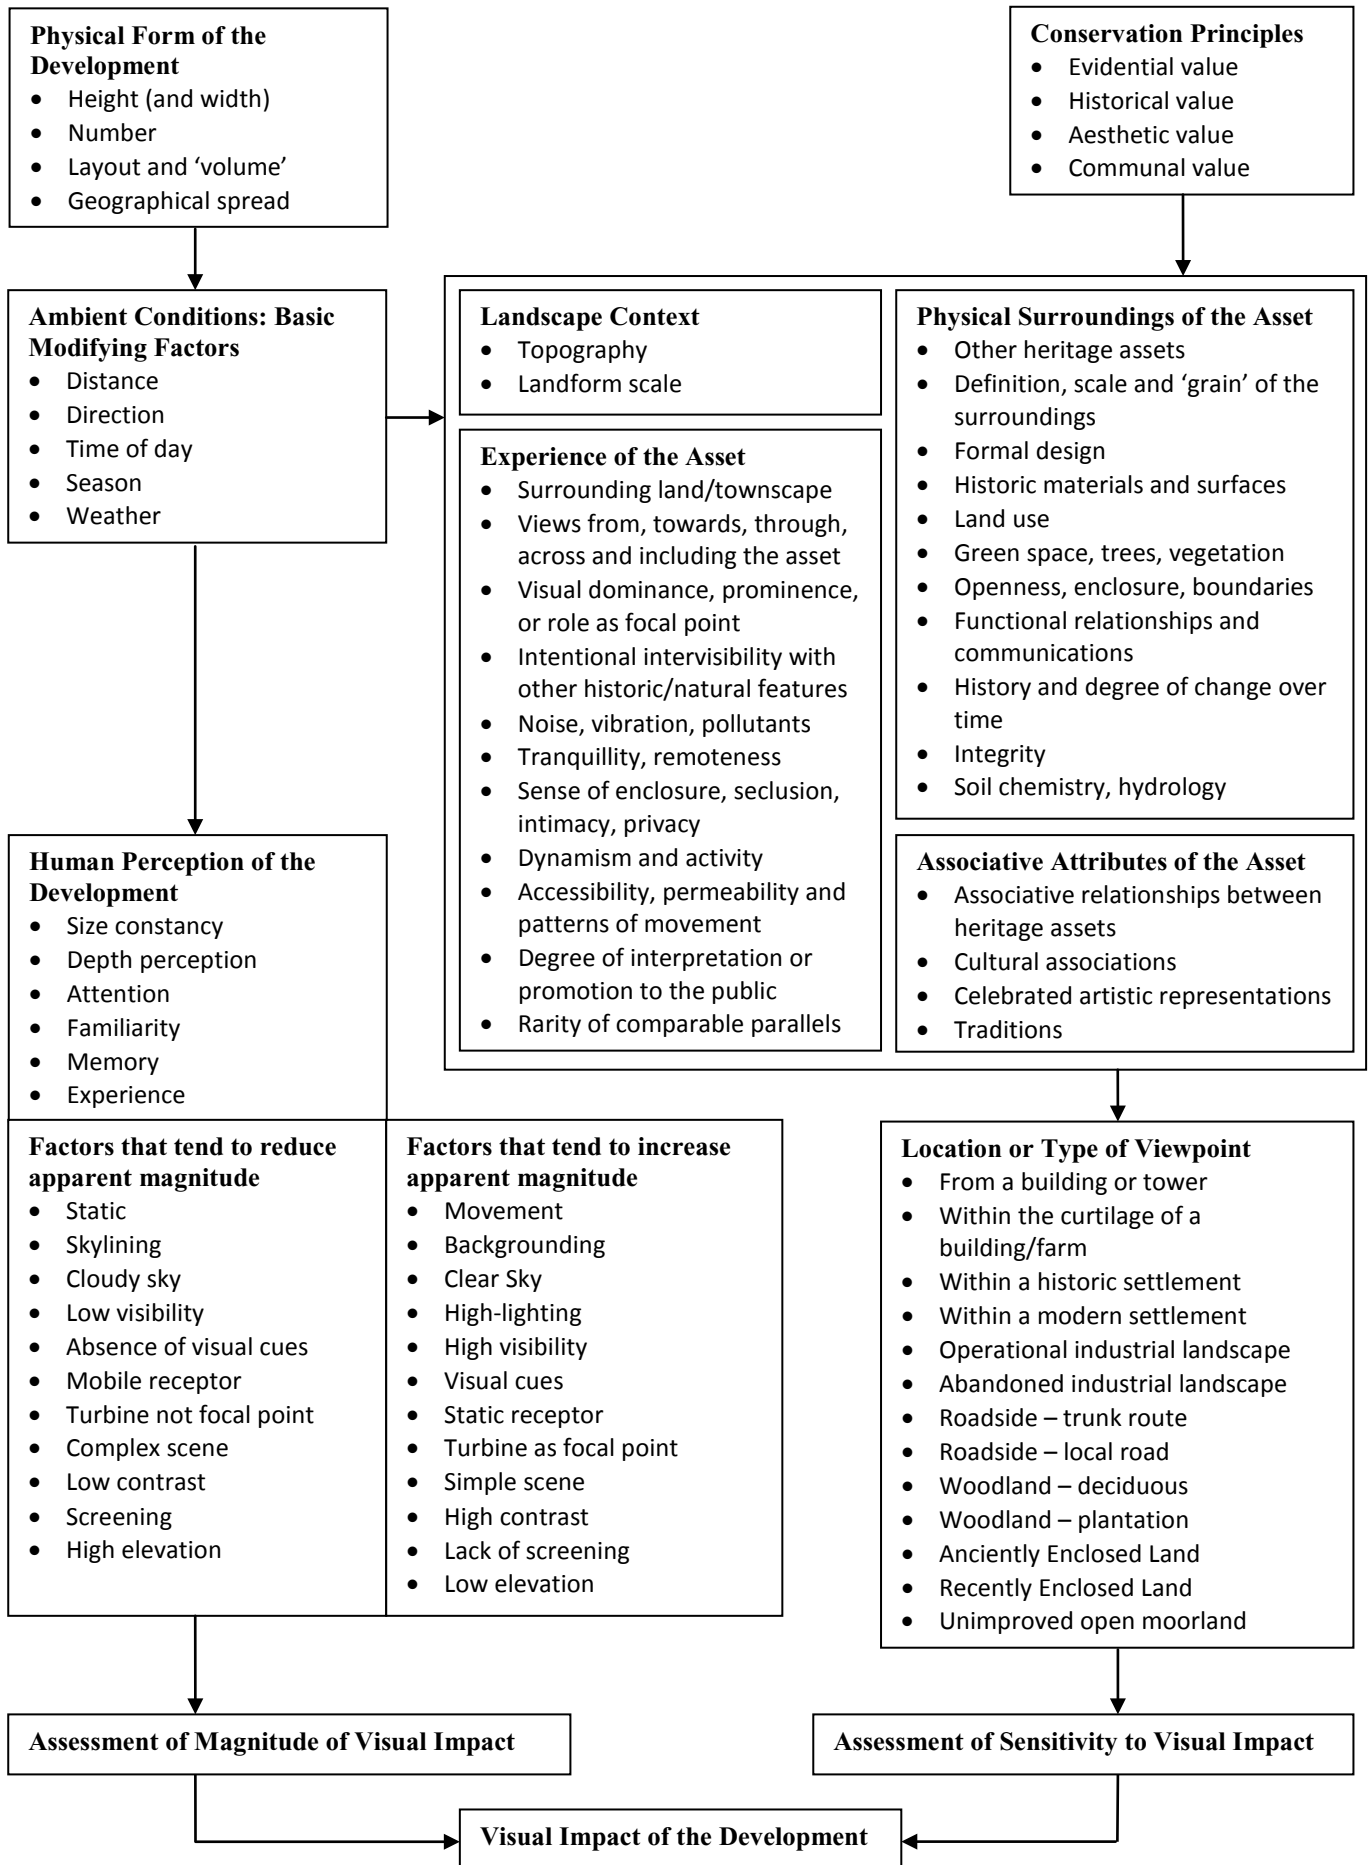 Physical Form of the
Development
• Height (and width)
• Number
• Layout and ‘volume’
• Geographical spread
Conservation Principles
• Evidential value
• Historical value
• Aesthetic value
• Communal value
Ambient Conditions: Basic
Modifying Factors
• Distance
• Direction
• Time of day
• Season
• Weather
Landscape Context
• Topography
• Landform scale
Experience of the Asset
• Surrounding land/townscape
• Views from, towards, through,
across and including the asset
• Visual dominance, prominence,
or role as focal point
• Intentional intervisibility with
other historic/natural features
• Noise, vibration, pollutants
• Tranquillity, remoteness
• Sense of enclosure, seclusion,
intimacy, privacy
• Dynamism and activity
• Accessibility, permeability and
patterns of movement
• Degree of interpretation or
promotion to the public
• Rarity of comparable parallels
Physical Surroundings of the Asset
• Other heritage assets
• Definition, scale and ‘grain’ of the
surroundings
• Formal design
• Historic materials and surfaces
• Land use
• Green space, trees, vegetation
• Openness, enclosure, boundaries
• Functional relationships and
communications
• History and degree of change over
time
• Integrity
• Soil chemistry, hydrology
Associative Attributes of the Asset
• Associative relationships between
heritage assets
• Cultural associations
• Celebrated artistic representations
• Traditions
Human Perception of the
Development
• Size constancy
• Depth perception
• Attention
• Familiarity
• Memory
• Experience
Factors that tend to reduce
apparent magnitude
• Static
• Skylining
• Cloudy sky
• Low visibility
• Absence of visual cues
• Mobile receptor
• Turbine not focal point
• Complex scene
• Low contrast
• Screening
• High elevation
Factors that tend to increase
apparent magnitude
• Movement
• Backgrounding
• Clear Sky
• High-lighting
• High visibility
• Visual cues
• Static receptor
• Turbine as focal point
• Simple scene
• High contrast
• Lack of screening
• Low elevation
Location or Type of Viewpoint
• From a building or tower
• Within the curtilage of a
building/farm
• Within a historic settlement
• Within a modern settlement
• Operational industrial landscape
• Abandoned industrial landscape
• Roadside – trunk route
• Roadside – local road
• Woodland – deciduous
• Woodland – plantation
• Anciently Enclosed Land
• Recently Enclosed Land
• Unimproved open moorland
Assessment of Magnitude of Visual Impact
Assessment of Sensitivity to Visual Impact
Visual Impact of the Development